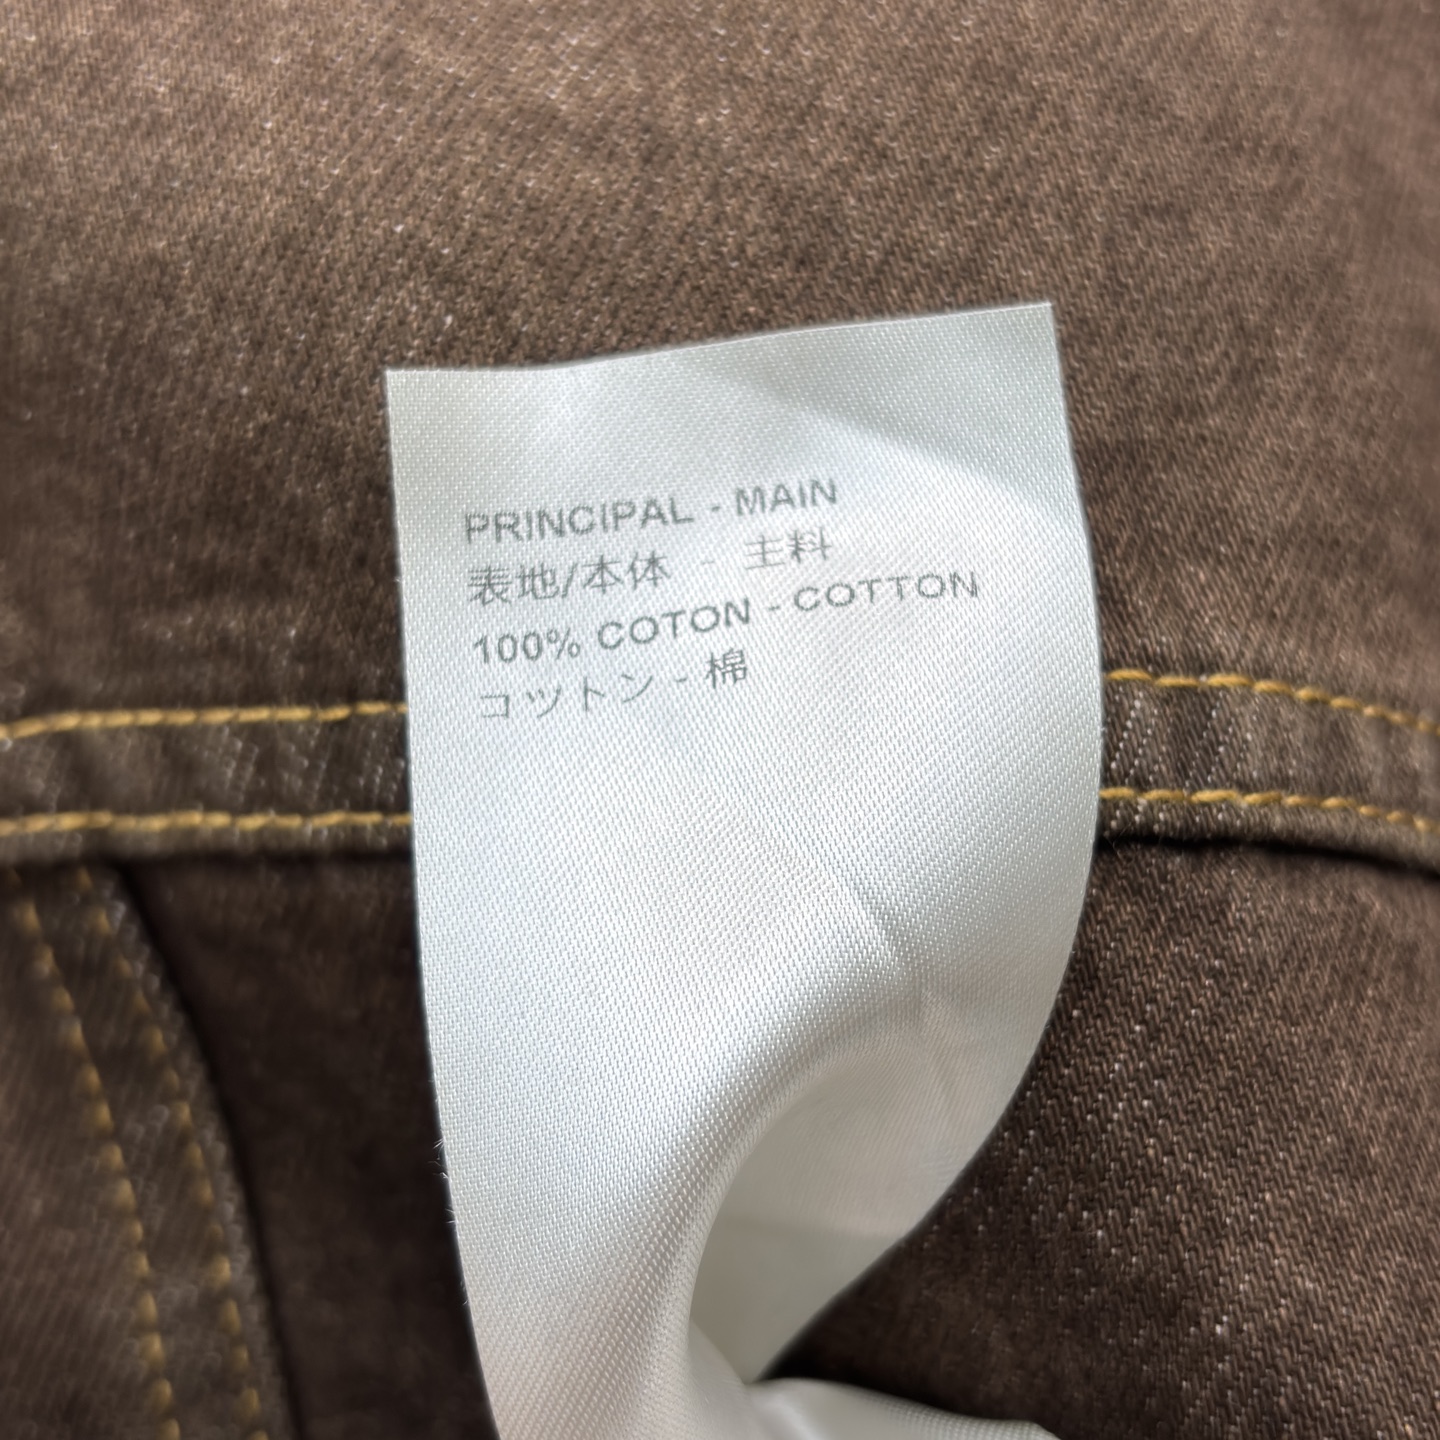 PRINCIPAL - MAIN
表地/本体 - 主料
100% COTON - COTTON
コットン - 棉